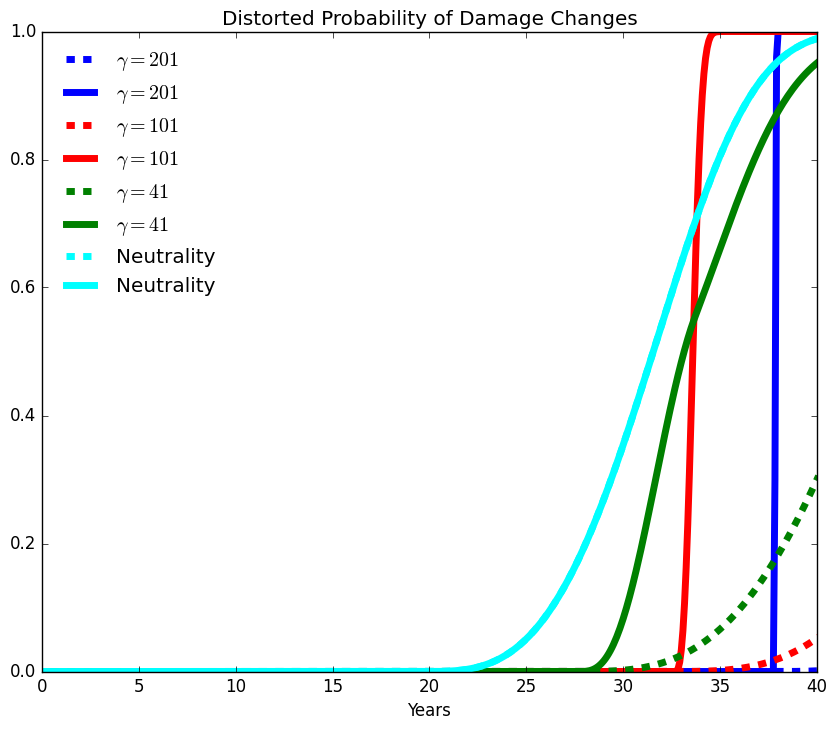 Distorted Probability of Damage Changes
1.0
0.8
0.6
0.4
0.2
0.0
γ = 201
γ = 201
γ = 101
γ = 101
γ = 41
γ = 41
Neutrality
Neutrality
0 5 10 15 20 25 30 35 40
Years